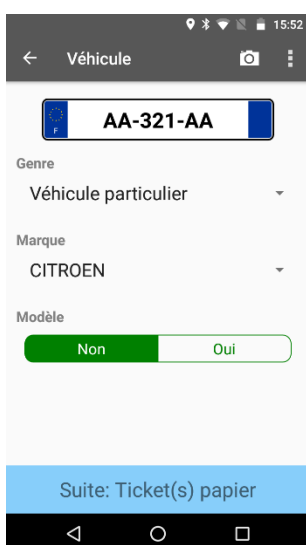 15:52
Véhicule
F
AA-321-AA
Genre
Véhicule particulier
Marque
CITROEN
Modèle
Non Oui
Suite: Ticket(s) papier